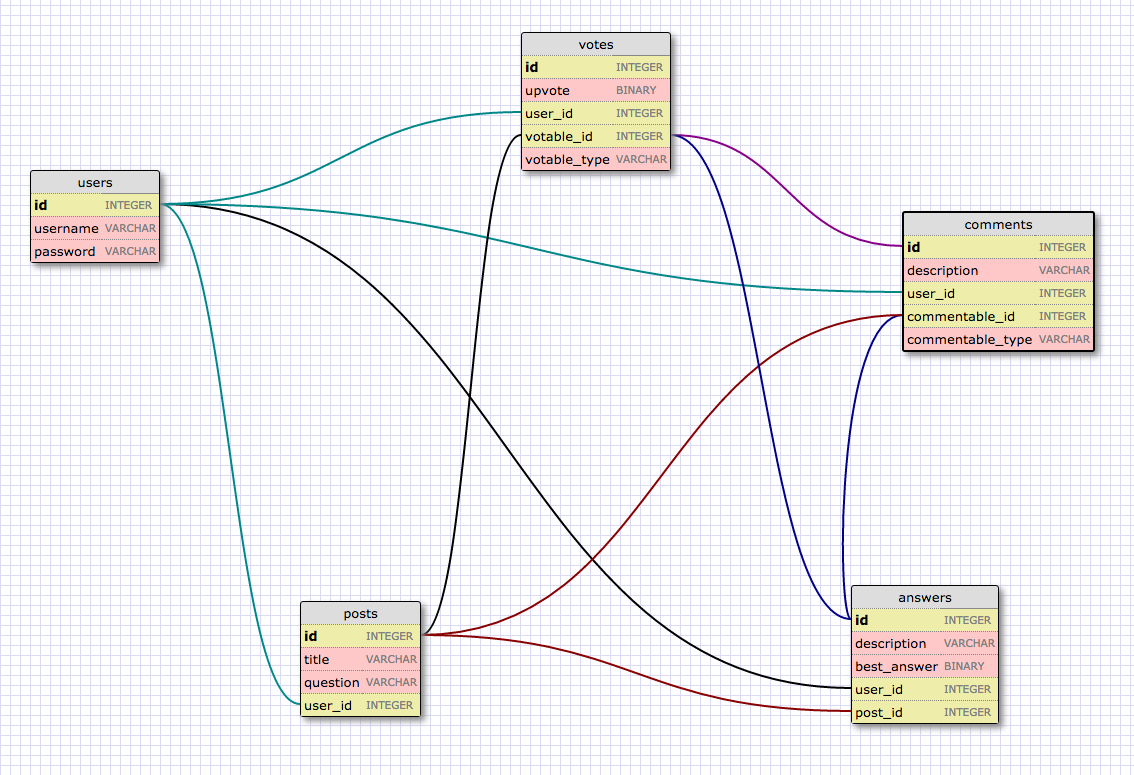 votes
id INTEGER
upvote BINARY
user_id INTEGER
votable_id INTEGER
votable_type VARCHAR
users
id INTEGER
username VARCHAR
password VARCHAR
comments
id INTEGER
description VARCHAR
user_id INTEGER
commentable_id INTEGER
commentable_type VARCHAR
posts
id INTEGER
title VARCHAR
question VARCHAR
user_id INTEGER
answers
id INTEGER
description VARCHAR
best_answer BINARY
user_id INTEGER
post_id INTEGER